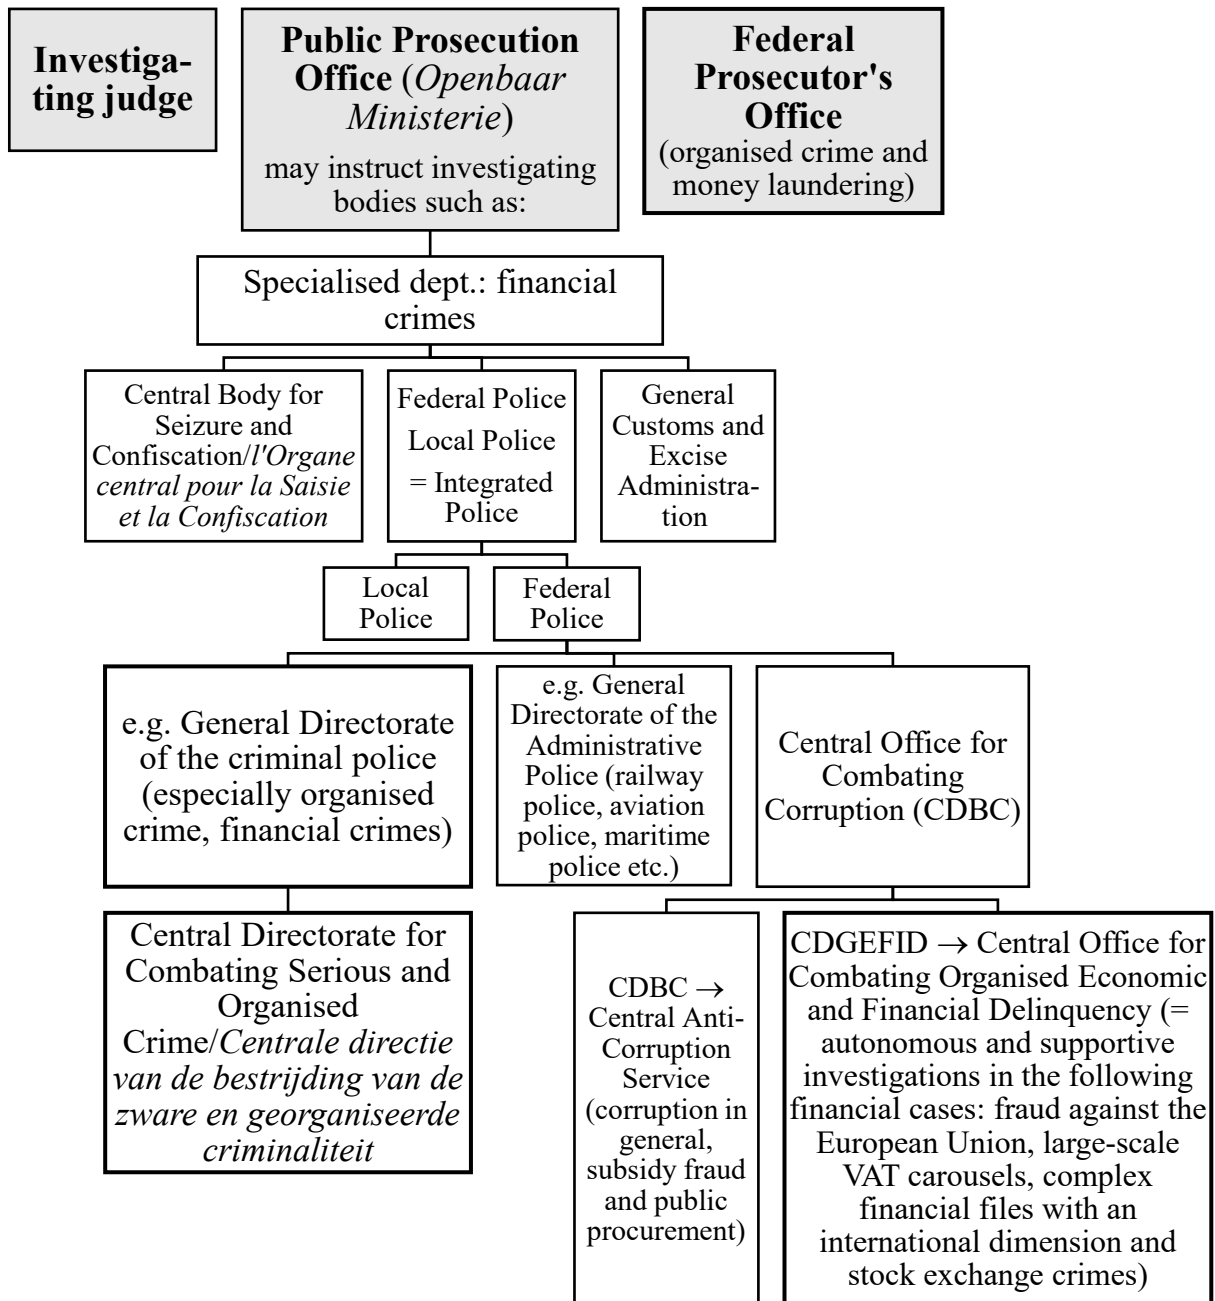 Investiga-
ting judge
Public Prosecution
Office (Openbaar
Ministerie)
may instruct investigating
bodies such as:
Federal
Prosecutor's
Office
(organised crime and
money laundering)
Specialised dept.: financial
crimes
Central Body for
Seizure and
Confiscation/l'Organe
central pour la Saisie
et la Confiscation
Federal Police
Local Police
= Integrated
Police
General
Customs and
Excise
Administra-
tion
Local
Police
Federal
Police
e.g. General Directorate
of the criminal police
(especially organised
crime, financial crimes)
e.g. General
Directorate of the
Administrative
Police (railway
police, aviation
police, maritime
police etc.)
Central Office for
Combating
Corruption (CDBC)
Central Directorate for
Combating Serious and
Organised
Crime/Centrale directie
van de bestrijding van de
zware en georganiseerde
criminaliteit
CDBC →
Central Anti-
Corruption
Service
(corruption in
general,
subsidy fraud
and public
procurement)
CDGEFID → Central Office for
Combating Organised Economic
and Financial Delinquency (=
autonomous and supportive
investigations in the following
financial cases: fraud against the
European Union, large-scale
VAT carousels, complex
financial files with an
international dimension and
stock exchange crimes)